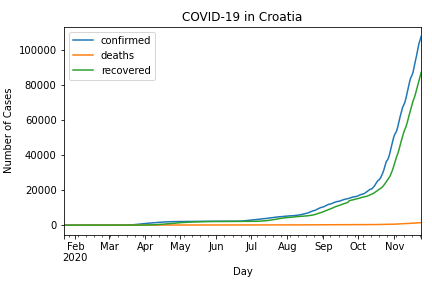 COVID-19 in Croatia
confirmed
deaths
recovered
Number of Cases
100000
80000
60000
40000
20000
0
Feb Mar Apr May Jun Jul Aug Sep Oct Nov
2020
Day